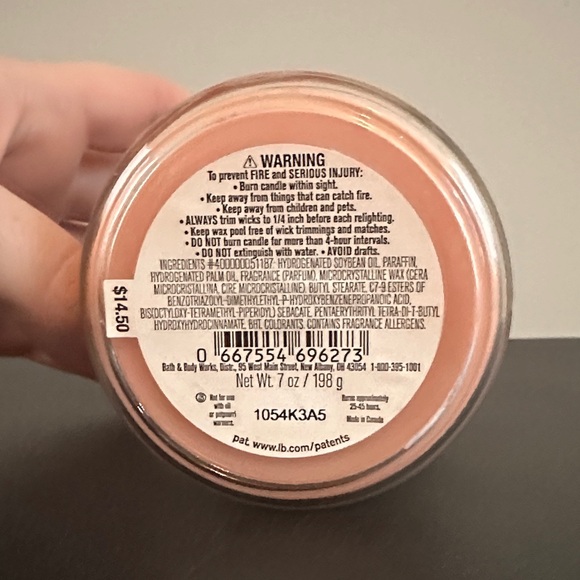 ⚠ WARNING
To prevent FIRE and SERIOUS INJURY:
• Burn candle within sight.
• Keep away from things that can catch fire.
• Keep away from children and pets.
• ALWAYS trim wicks to 1/4 inch before each relighting.
• Keep wax pool free of wick trimmings and matches.
• DO NOT burn candle for more than 4-hour intervals.
• DO NOT extinguish with water. • AVOID drafts.
INGREDIENTS #400000051187: HYDROGENATED SOYBEAN OIL, PARAFFIN,
HYDROGENATED PALM OIL, FRAGRANCE (PARFUM), MICROCRYSTALLINE WAX (CERA
MICROCRISTALLINA, CIRE MICROCRISTALLINE), BUTYL STEARATE, C7-9 ESTERS OF
BENZOTRIAZOLYL-DIMETHYLETHYL-P-HYDROXYBENZENEPROPANOIC ACID,
BIS(OCTYLOXY-TETRAMETHYL-PIPERIDYL) SEBACATE, PENTAERYTHRITYL TETRA-DI-T-BUTYL
HYDROXYHYDROCINNAMATE, BHT, COLORANTS. CONTAINS FRAGRANCE ALLERGENS.
$14.50
0 667554 696273
Bath & Body Works, Distr., 95 West Main Street, New Albany, OH 43054 1-800-395-1001
Net Wt. 7 oz / 198 g
Not for use
with oil
or potpourri
warmers.
1054K3A5
Burns approximately
25-45 hours.
Made in Canada
pat. www.lb.com/patents